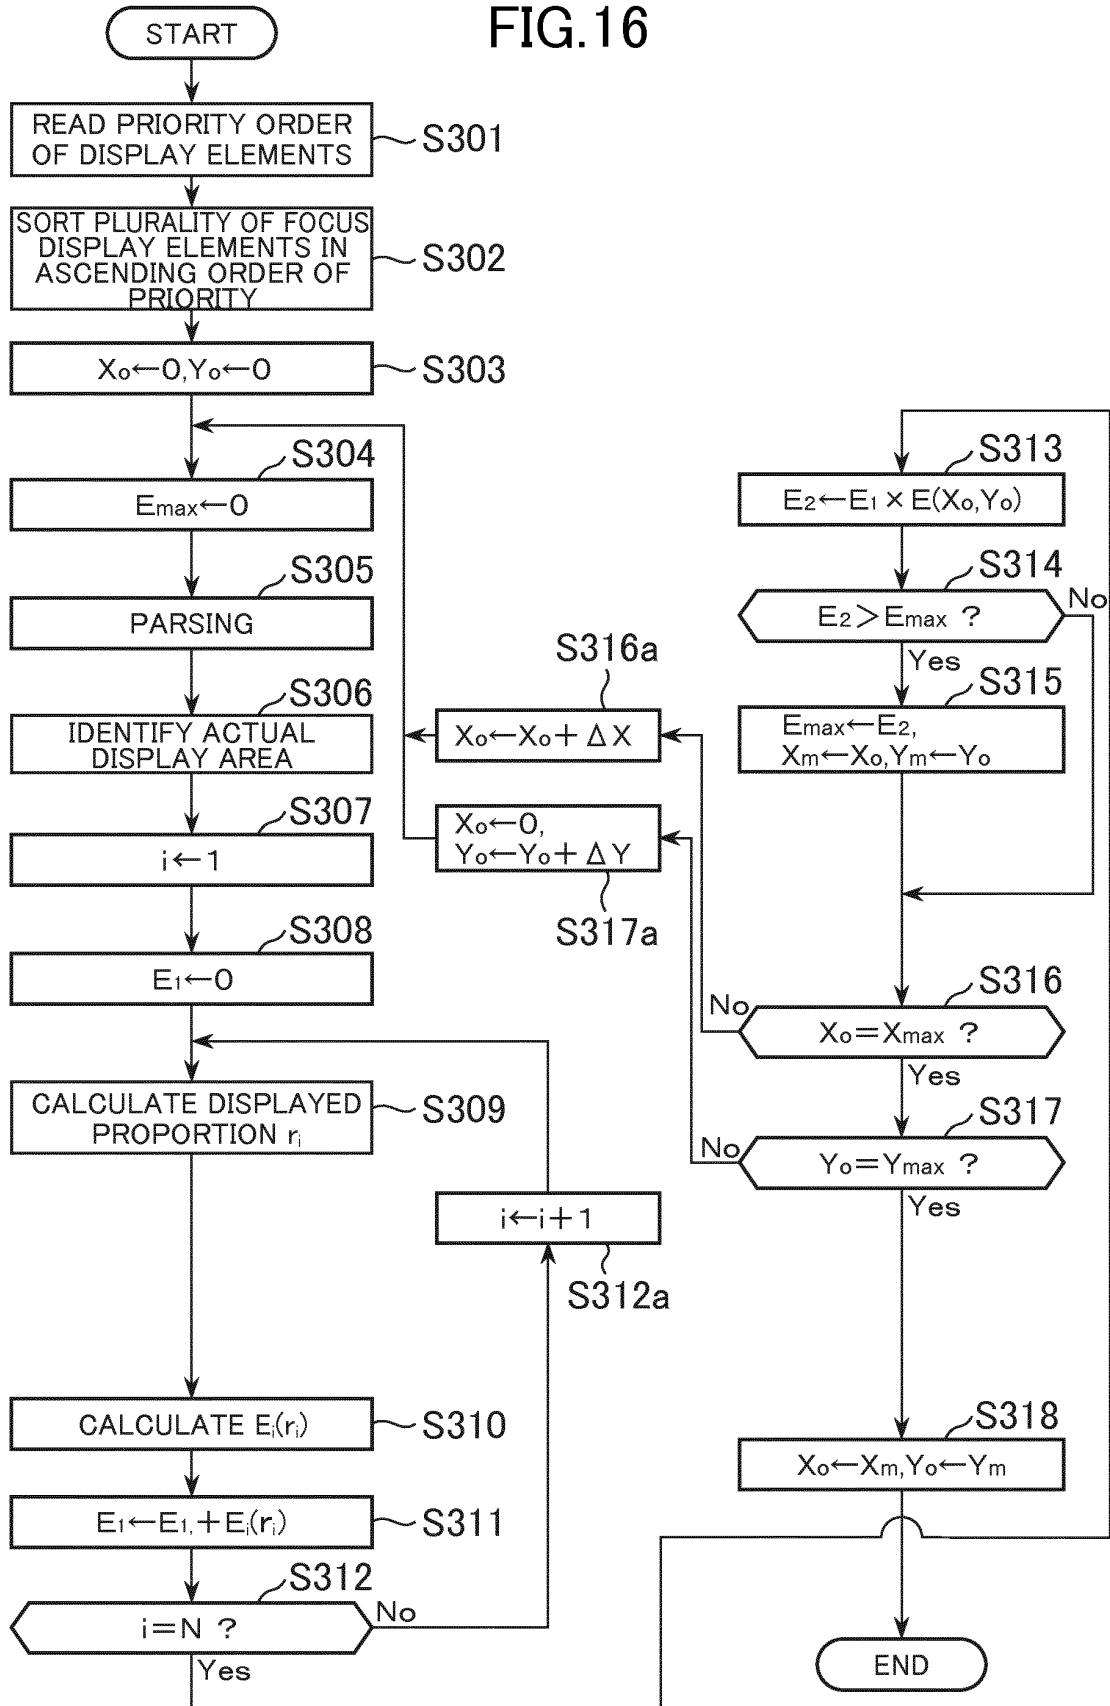 FIG.16
START
READ PRIORITY ORDER
OF DISPLAY ELEMENTS
S301
SORT PLURALITY OF FOCUS
DISPLAY ELEMENTS IN
ASCENDING ORDER OF
PRIORITY
S302
Xo←0,Yo←0
S303
S304
Emax←0
S305
PARSING
S306
IDENTIFY ACTUAL
DISPLAY AREA
S307
i←1
S308
E1←0
CALCULATE DISPLAYED
PROPORTION ri
S309
i←i+1
S312a
CALCULATE Ei(ri)
S310
E1←E1,+Ei(ri)
S311
S312
i=N ?
No
Yes
S316a
Xo←Xo+ΔX
Xo←0,
Yo←Yo+ΔY
S317a
S313
E2←E1×E(Xo,Yo)
S314
E2>Emax ?
No
Yes
S315
Emax←E2,
Xm←Xo,Ym←Yo
S316
Xo=Xmax ?
No
Yes
S317
Yo=Ymax ?
No
Yes
S318
Xo←Xm,Yo←Ym
END